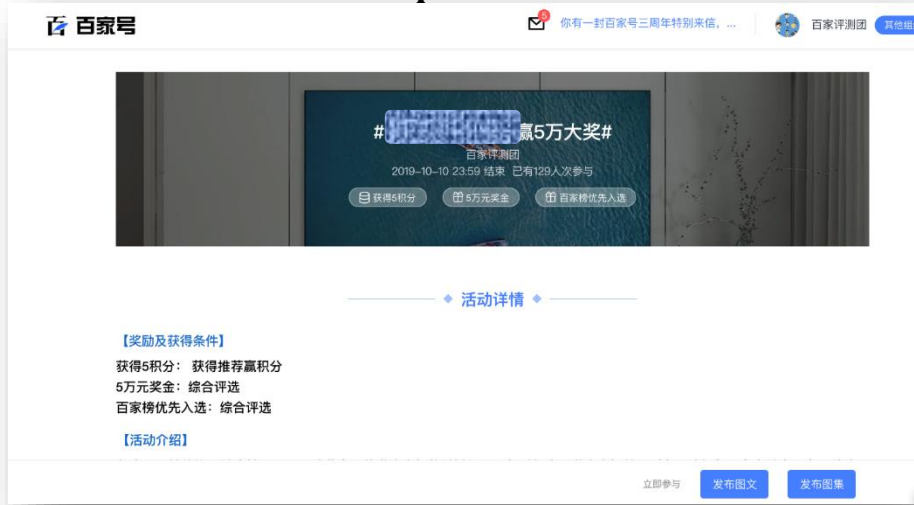 百家号
5
你有一封百家号三周年特别来信，...
百家评测团
其他组
# 赢5万大奖#
百家评测团
2019-10-10 23:59 结束 已有129人次参与
获得5积分
5万元奖金
百家榜优先入选
活动详情
【奖励及获得条件】
获得5积分： 获得推荐赢积分
5万元奖金：综合评选
百家榜优先入选：综合评选
【活动介绍】
立即参与
发布图文
发布图集